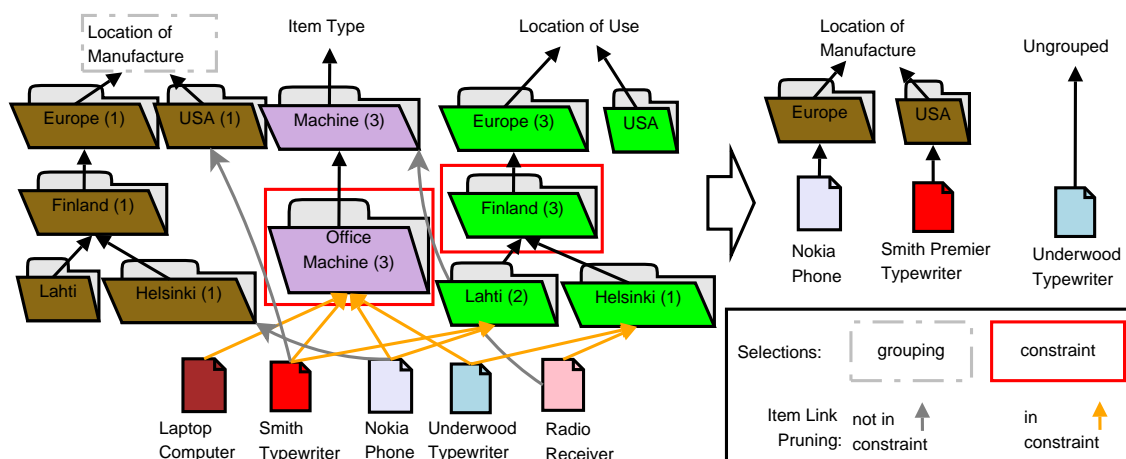 Location of
Manufacture
Item Type
Location of Use
Location of
Manufacture
Ungrouped
Europe (1)
USA (1)
Machine (3)
Europe (3)
USA
Europe
USA
Finland (1)
Finland (3)
Office
Machine (3)
Lahti
Helsinki (1)
Lahti (2)
Helsinki (1)
Nokia
Phone
Smith Premier
Typewriter
Underwood
Typewriter
Laptop
Computer
Smith
Typewriter
Nokia
Phone
Underwood
Typewriter
Radio
Receiver
Selections:
grouping
constraint
Item Link
Pruning:
not in
constraint
in
constraint